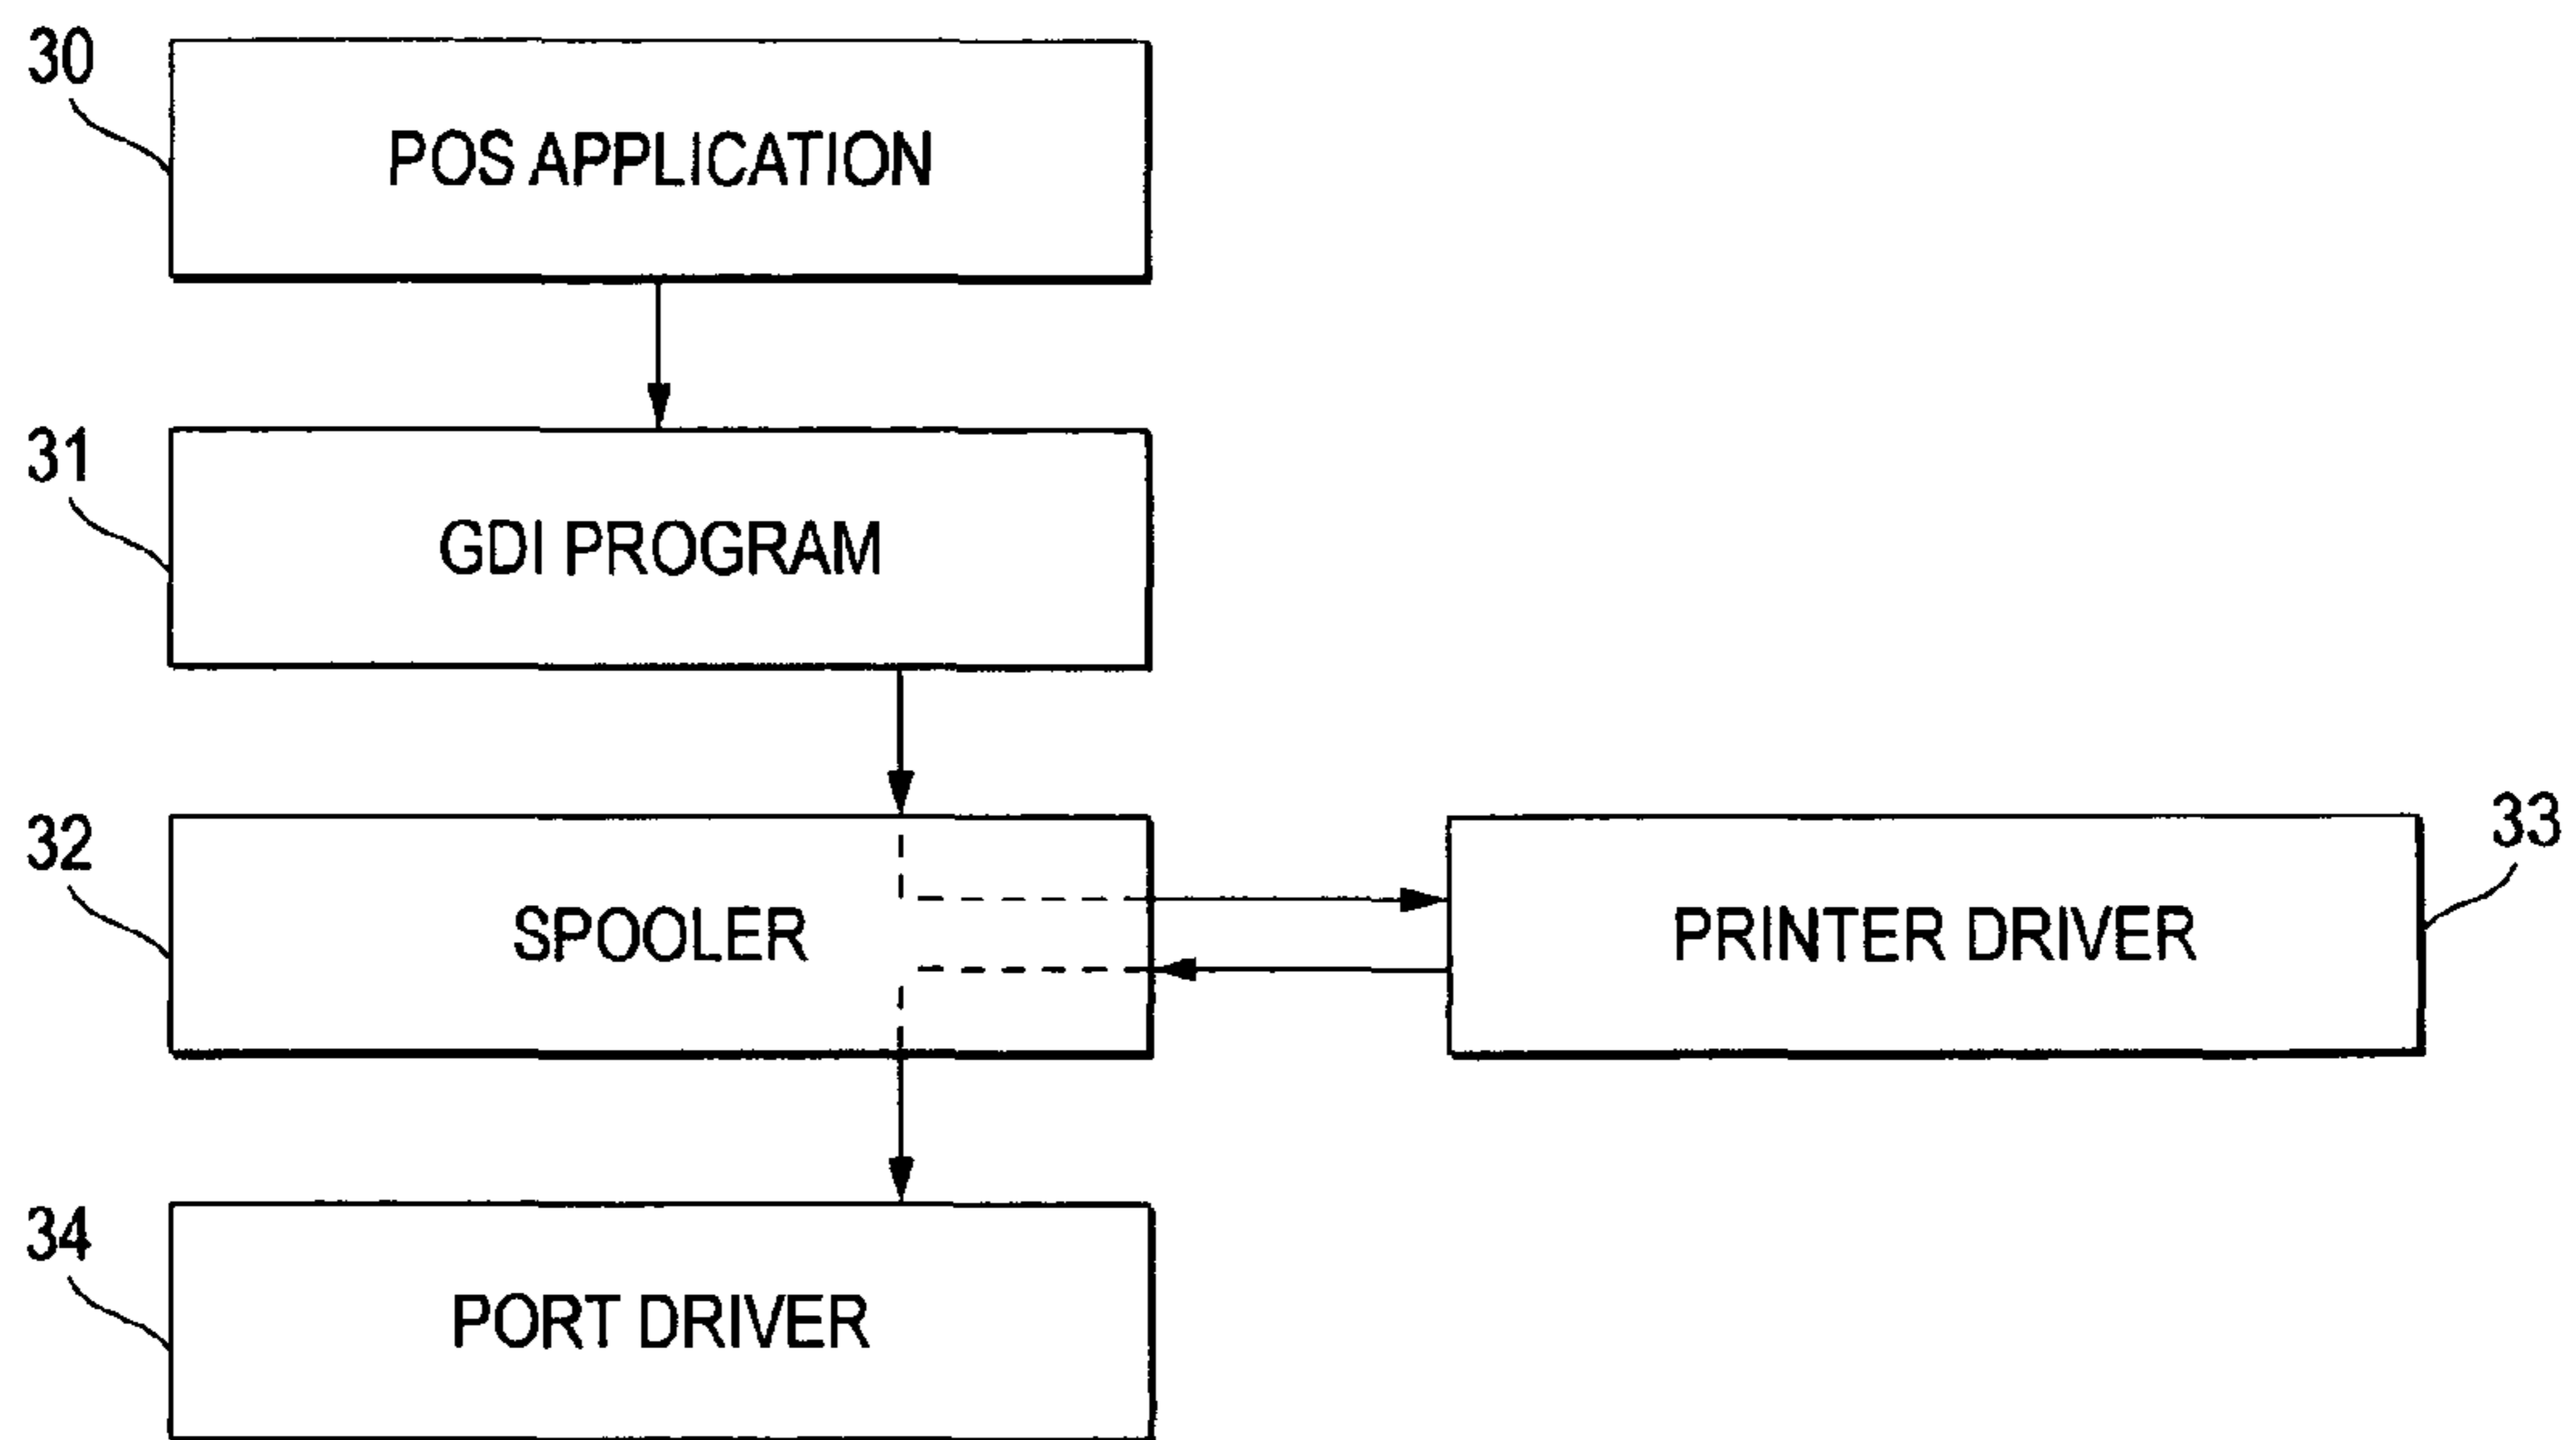 30
POS APPLICATION
31
GDI PROGRAM
32
SPOOLER
33
PRINTER DRIVER
34
PORT DRIVER